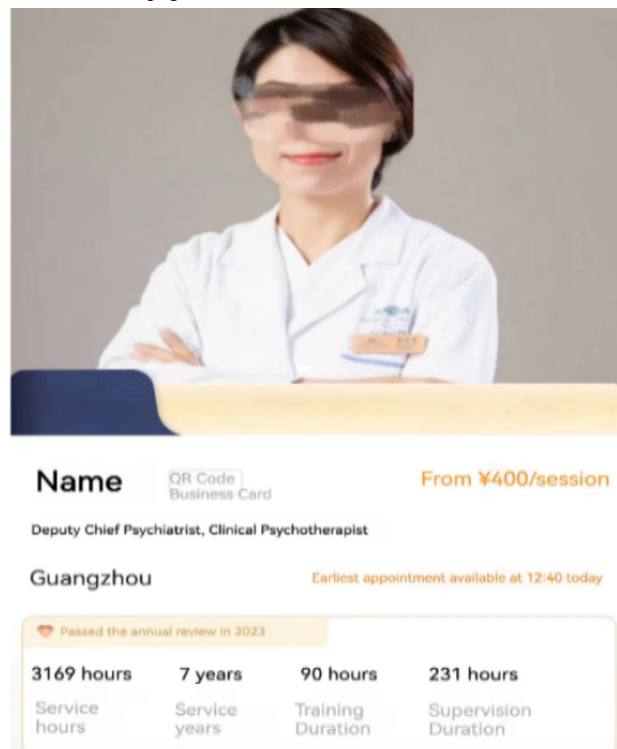 Name
QR Code
Business Card
From ¥400/session
Deputy Chief Psychiatrist, Clinical Psychotherapist
Guangzhou
Earliest appointment available at 12:40 today
Passed the annual review in 2023
3169 hours 7 years 90 hours 231 hours
Service Service Training Supervision
hours years Duration Duration